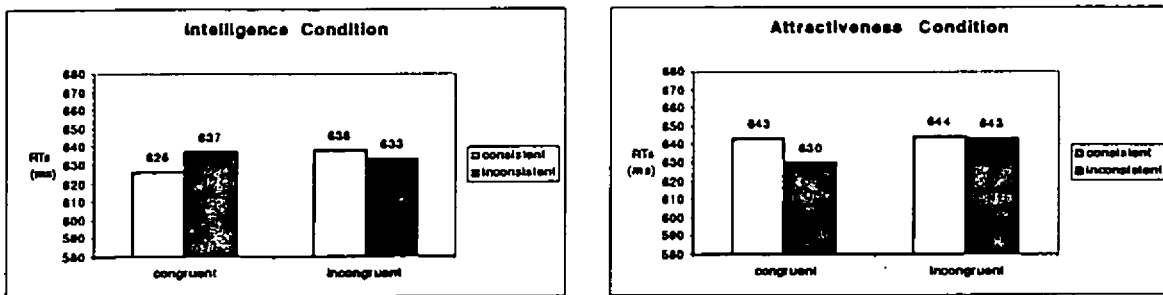 Intelligence Condition
680
670
660
650
640
630
620
610
600
590
580
RTs
(ms)
626
637
638
633
congruent
incongruent
consistent
inconsistent
Attractiveness Condition
680
670
660
650
640
630
620
610
600
590
580
RTs
(ms)
643
630
644
643
congruent
incongruent
consistent
inconsistent